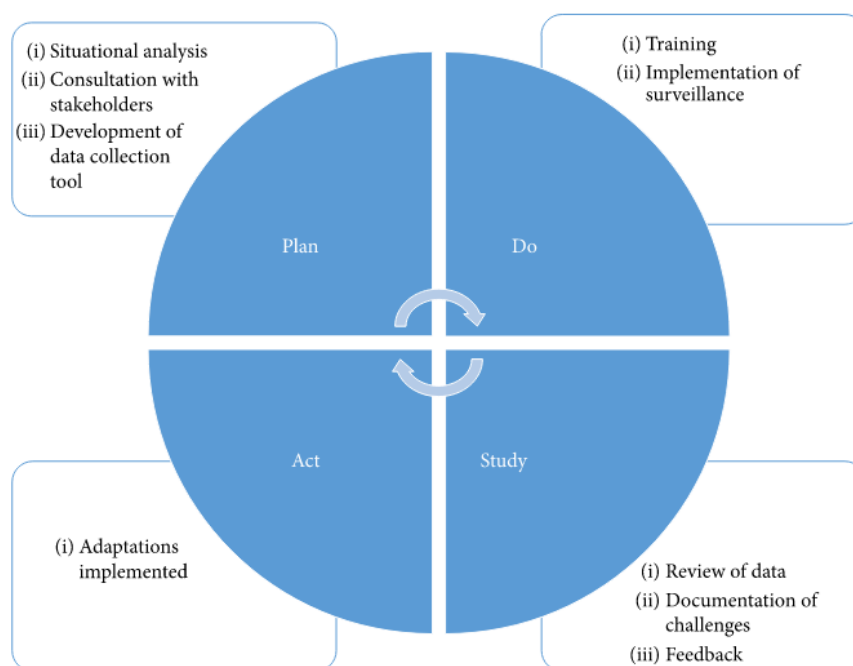 (i) Situational analysis
(ii) Consultation with
stakeholders
(iii) Development of
data collection
tool
(i) Training
(ii) Implementation of
surveillance
Plan
Do
Act
Study
(i) Adaptations
implemented
(i) Review of data
(ii) Documentation of
challenges
(iii) Feedback